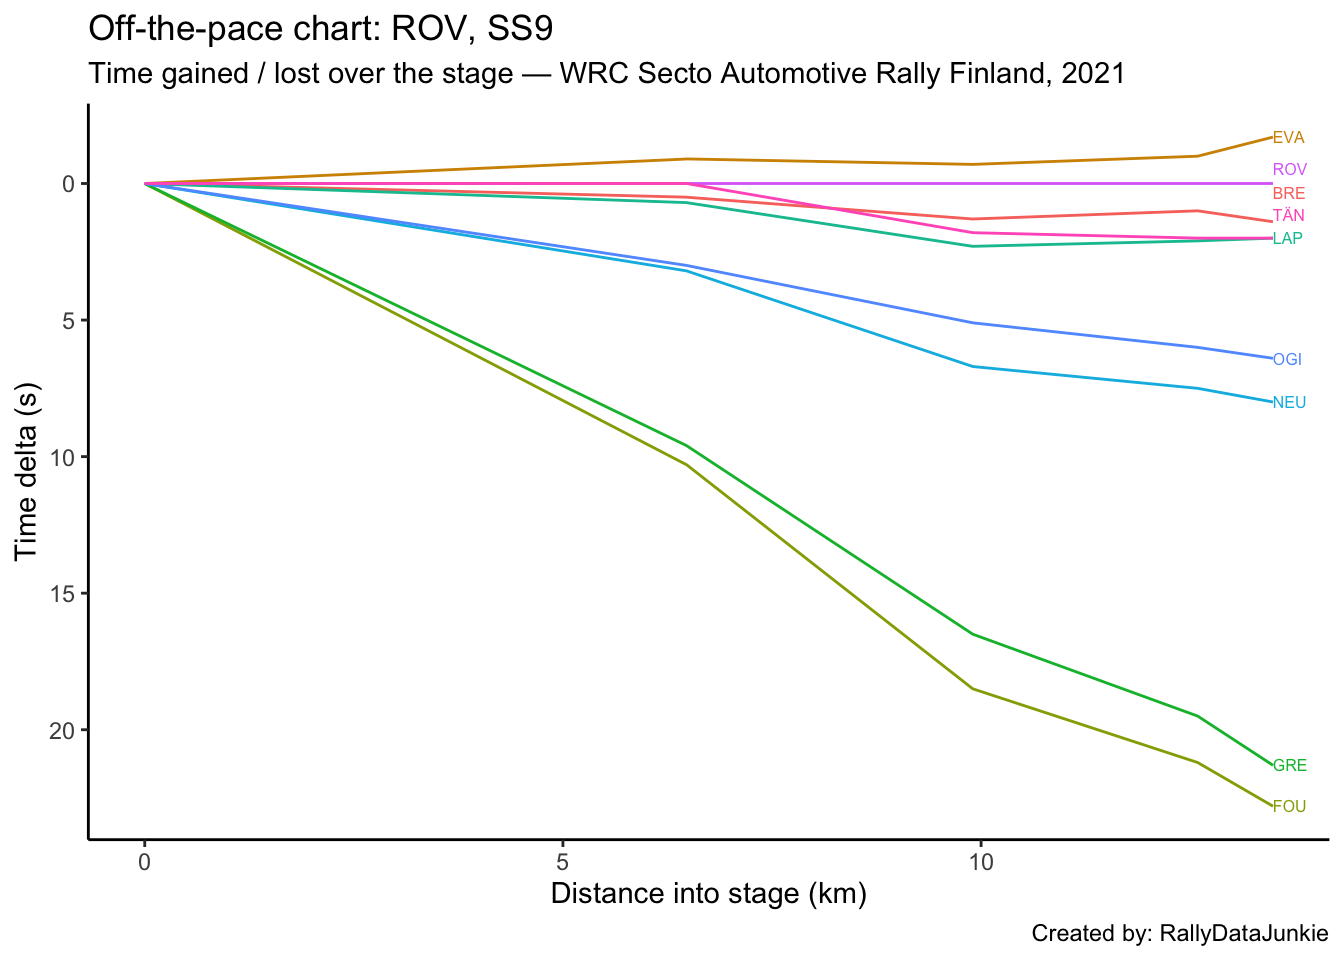 Off-the-pace chart: ROV, SS9
Time gained / lost over the stage — WRC Secto Automotive Rally Finland, 2021
EVA
ROV
BRE
TÄN
LAP
OGI
NEU
GRE
FOU
0
5
10
15
20
Time delta (s)
0 5 10
Distance into stage (km)
Created by: RallyDataJunkie